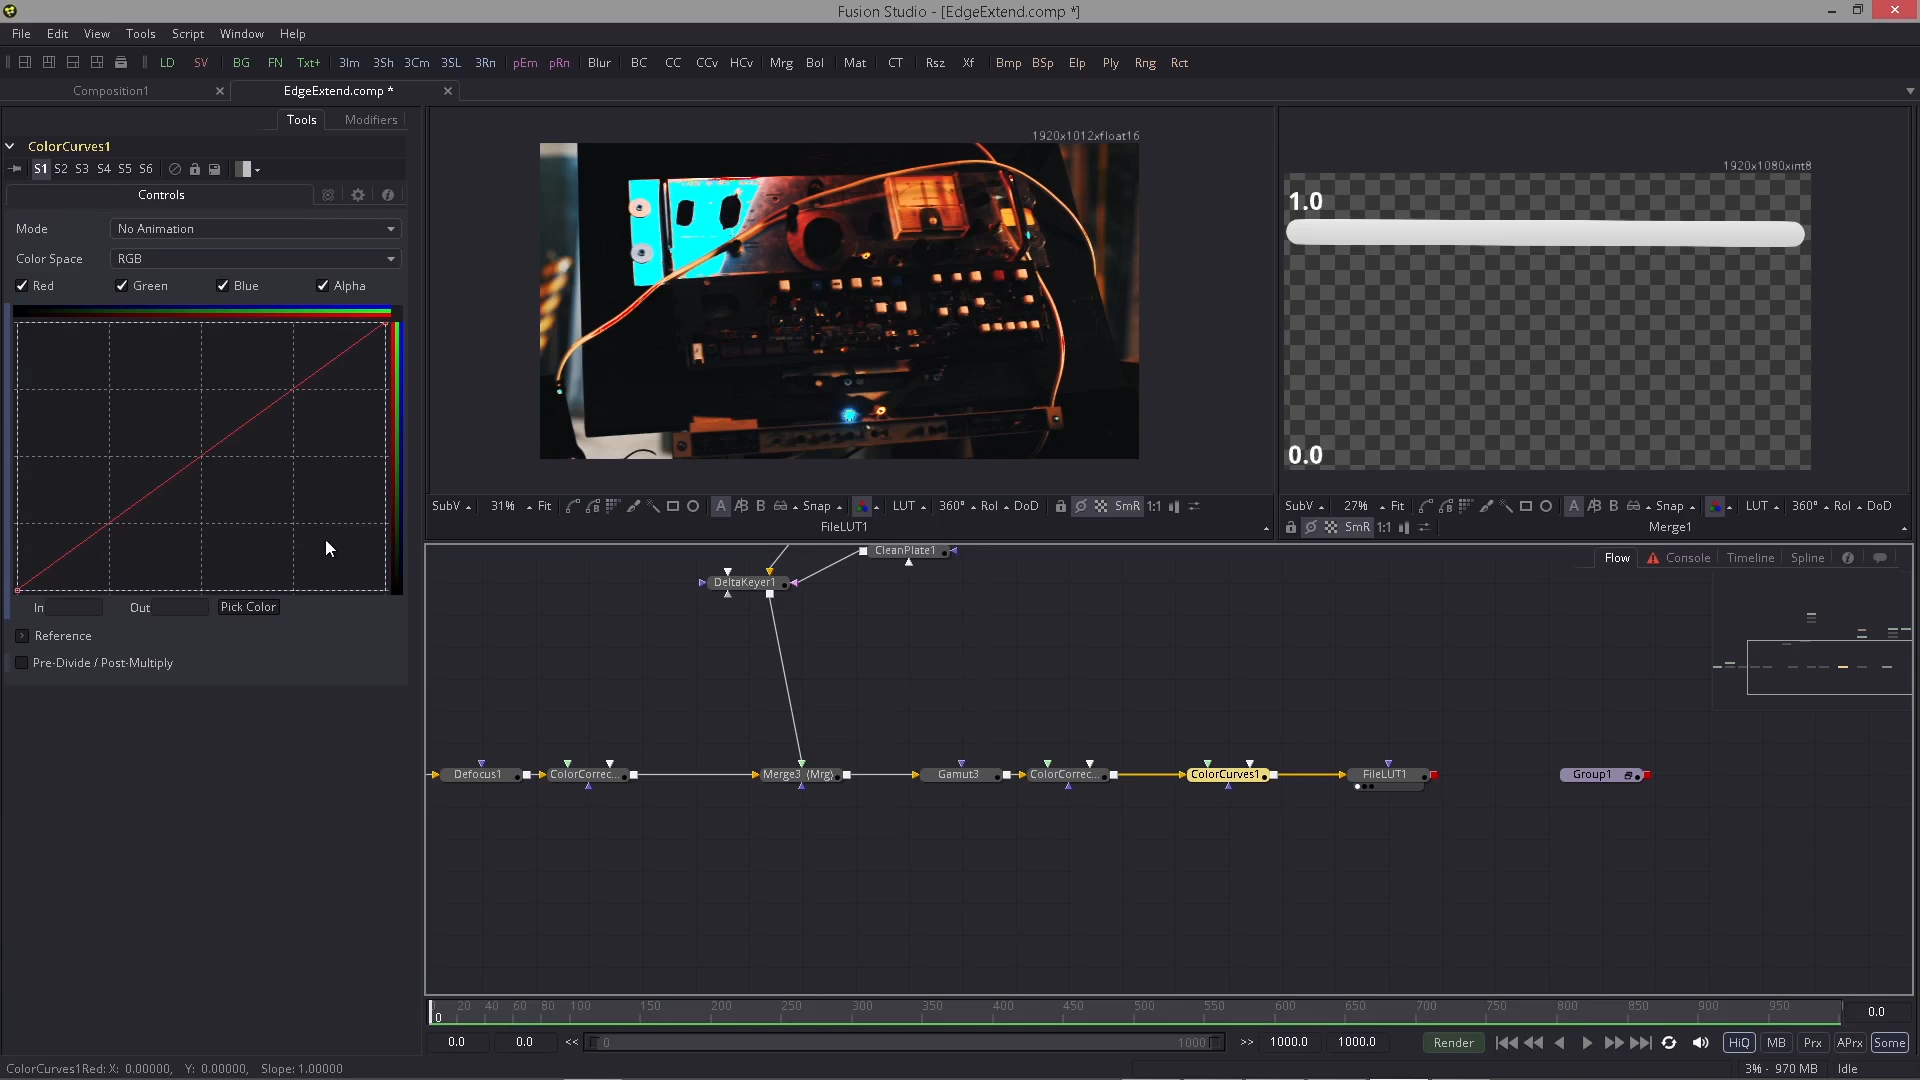 Fusion Studio - [EdgeExtend.comp *]
File Edit View Tools Script Window Help
LD SV BG FN Txt+ 3Im 3Sh 3Cm 3SL 3Rn pEm pRn Blur BC CC CCv HCv Mrg Bol Mat CT Rsz Xf Bmp BSp Elp Ply Rng Rct
Composition1 EdgeExtend.comp *
Tools Modifiers
ColorCurves1
S1 S2 S3 S4 S5 S6
Controls
Mode No Animation
Color Space RGB
Red Green Blue Alpha
In Out Pick Color
Reference
Pre-Divide / Post-Multiply
1920x1012xfloat16
SubV 31% Fit A B Snap LUT 360° RoI DoD SmR 1:1
FileLUT1
1920x1080xint8
1.0
0.0
SubV 27% Fit A B Snap LUT 360° RoI DoD
SmR 1:1 Merge1
Flow Console Timeline Spline
CleanPlate1
DeltaKeyer1
Defocus1 ColorCorrec... Merge3 (Mrg) Gamut3 ColorCorrec... ColorCurves1 FileLUT1 Group1
20 40 60 80 100 150 200 250 300 350 400 450 500 550 600 650 700 750 800 850 900 950
0 0.0
0.0 0.0 << 0 1000 >> 1000.0 1000.0 Render HiQ MB Prx APrx Some
ColorCurves1Red: X: 0.00000, Y: 0.00000, Slope: 1.00000 3% - 970 MB Idle